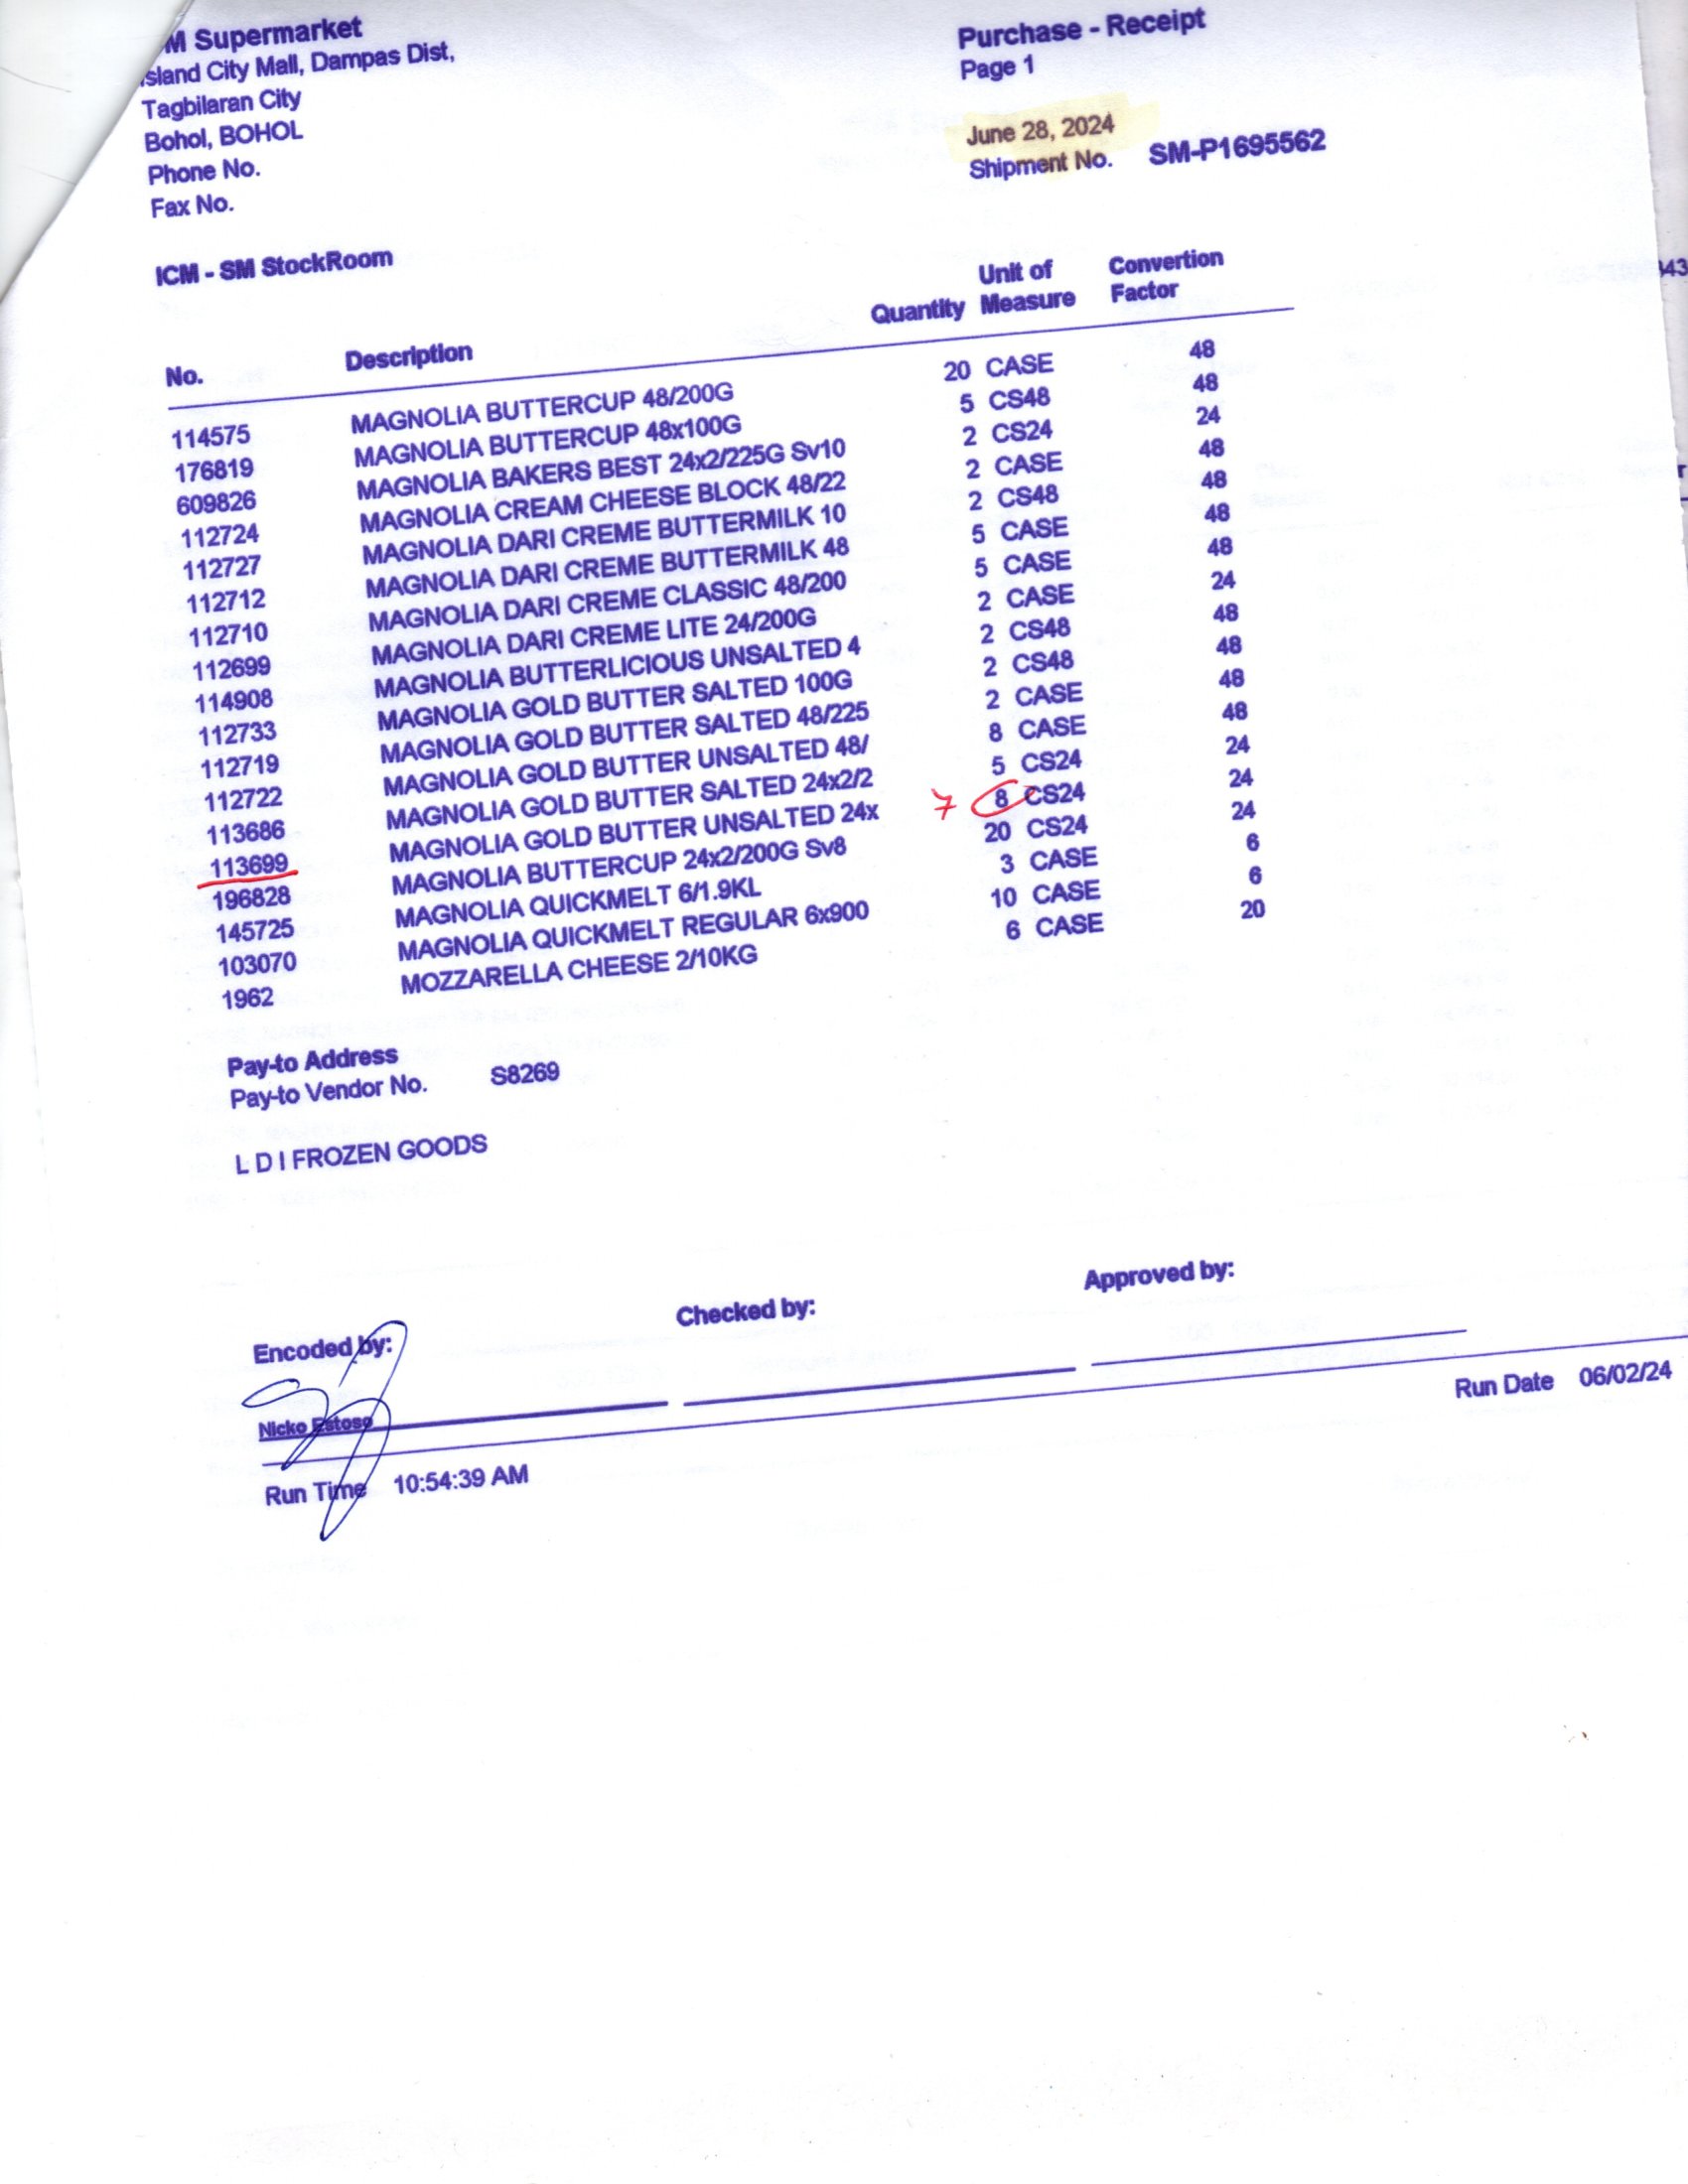 M Supermarket
Island City Mall, Dampas Dist,
Tagbilaran City
Bohol, BOHOL
Phone No.
Fax No.
Purchase - Receipt
Page 1
June 28, 2024
Shipment No. SM-P1695562
ICM - SM StockRoom
No. Description Quantity Unit of Measure Convertion Factor
114575 MAGNOLIA BUTTERCUP 48/200G 20 CASE 48
176819 MAGNOLIA BUTTERCUP 48x100G 5 CS48 48
609826 MAGNOLIA BAKERS BEST 24x2/225G Sv10 2 CS24 24
112724 MAGNOLIA CREAM CHEESE BLOCK 48/22 2 CASE 48
112727 MAGNOLIA DARI CREME BUTTERMILK 10 2 CS48 48
112712 MAGNOLIA DARI CREME BUTTERMILK 48 5 CASE 48
112710 MAGNOLIA DARI CREME CLASSIC 48/200 5 CASE 48
112699 MAGNOLIA DARI CREME LITE 24/200G 2 CASE 24
114908 MAGNOLIA BUTTERLICIOUS UNSALTED 4 2 CS48 48
112733 MAGNOLIA GOLD BUTTER SALTED 100G 2 CS48 48
112719 MAGNOLIA GOLD BUTTER SALTED 48/225 2 CASE 48
112722 MAGNOLIA GOLD BUTTER UNSALTED 48/ 8 CASE 48
113686 MAGNOLIA GOLD BUTTER SALTED 24x2/2 5 CS24 24
113699 MAGNOLIA GOLD BUTTER UNSALTED 24x 7 8 CS24 24
196828 MAGNOLIA BUTTERCUP 24x2/200G Sv8 20 CS24 24
145725 MAGNOLIA QUICKMELT 6/1.9KL 3 CASE 6
103070 MAGNOLIA QUICKMELT REGULAR 6x900 10 CASE 6
1962 MOZZARELLA CHEESE 2/10KG 6 CASE 20
Pay-to Address
Pay-to Vendor No. S8269
L D I FROZEN GOODS
Encoded by: Checked by: Approved by:
Nicko Estoso
Run Time 10:54:39 AM Run Date 06/02/24